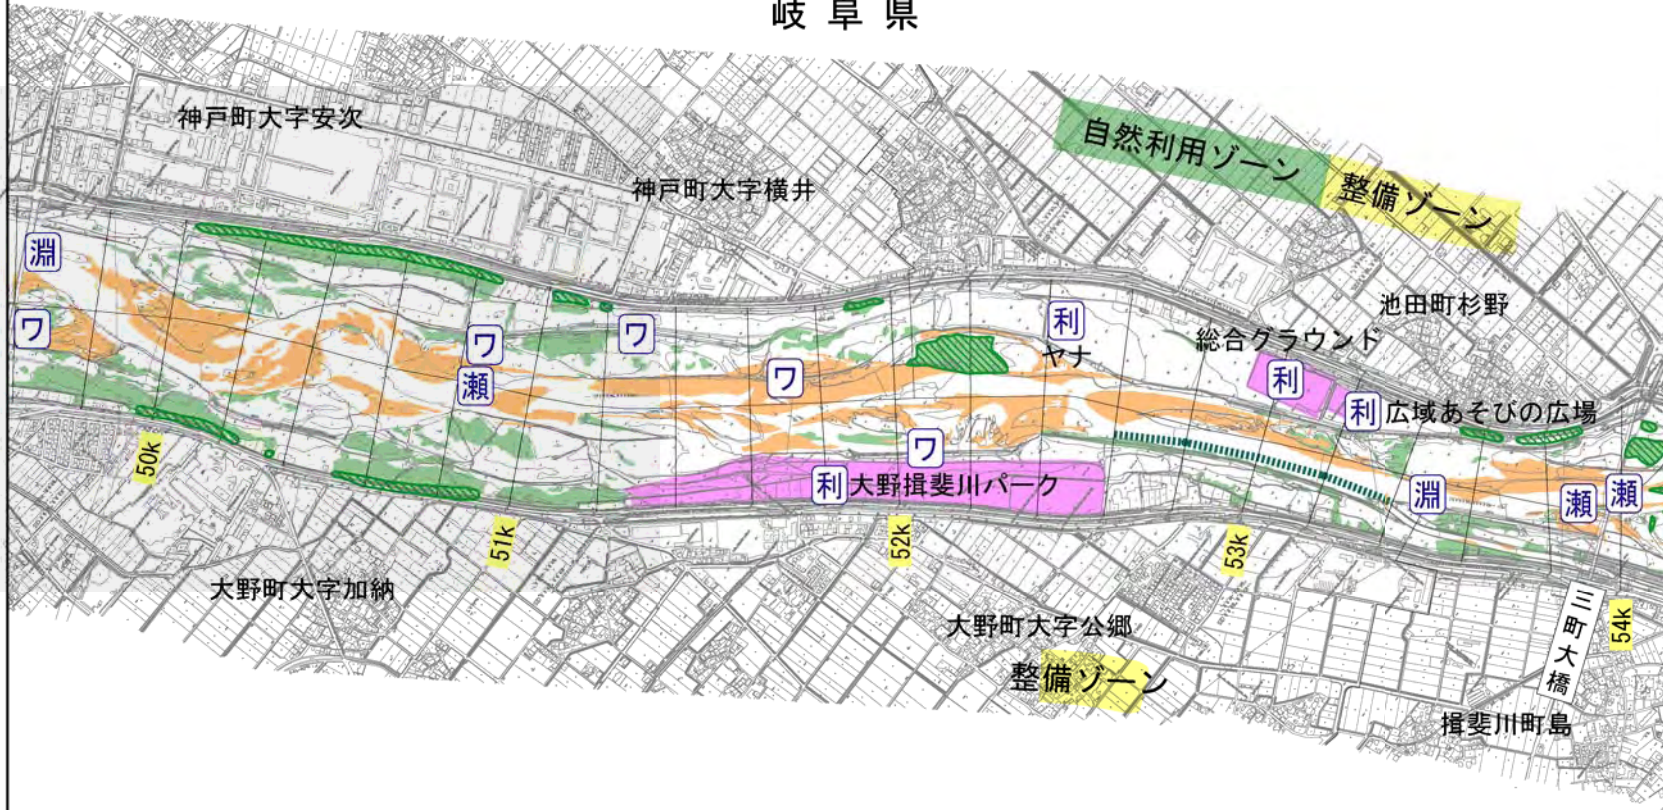 岐阜県
神戸町大字安次
自然利用ゾーン
整備ゾーン
神戸町大字横井
淵
池田町杉野
利
ヤナ
総合グラウンド
ワ
ワ
ワ
瀬
ワ
利
利 広域あそびの広場
ワ
利 大野揖斐川パーク
淵
瀬
瀬
50k
51k
52k
53k
54k
大野町大字加納
大野町大字公郷
三町大橋
整備ゾーン
揖斐川町島